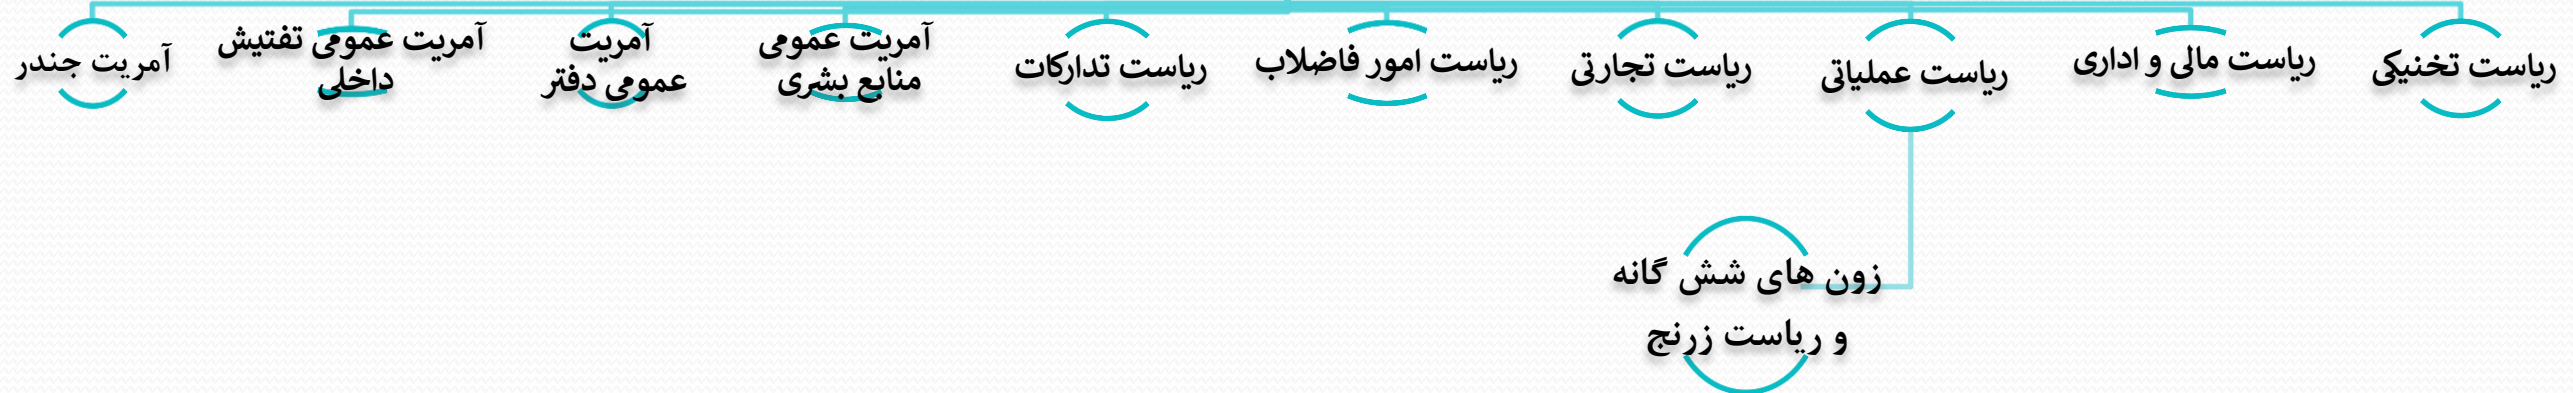 ریاست تخنیکی
ریاست مالی و اداری
ریاست عملیاتی
ریاست تجارتی
ریاست امور فاضلاب
ریاست تدارکات
آمریت عمومی
منابع بشری
آمریت
عمومی دفتر
آمریت عمومی تفتیش
داخلی
آمریت جندر
زون های شش گانه
و ریاست زرنج